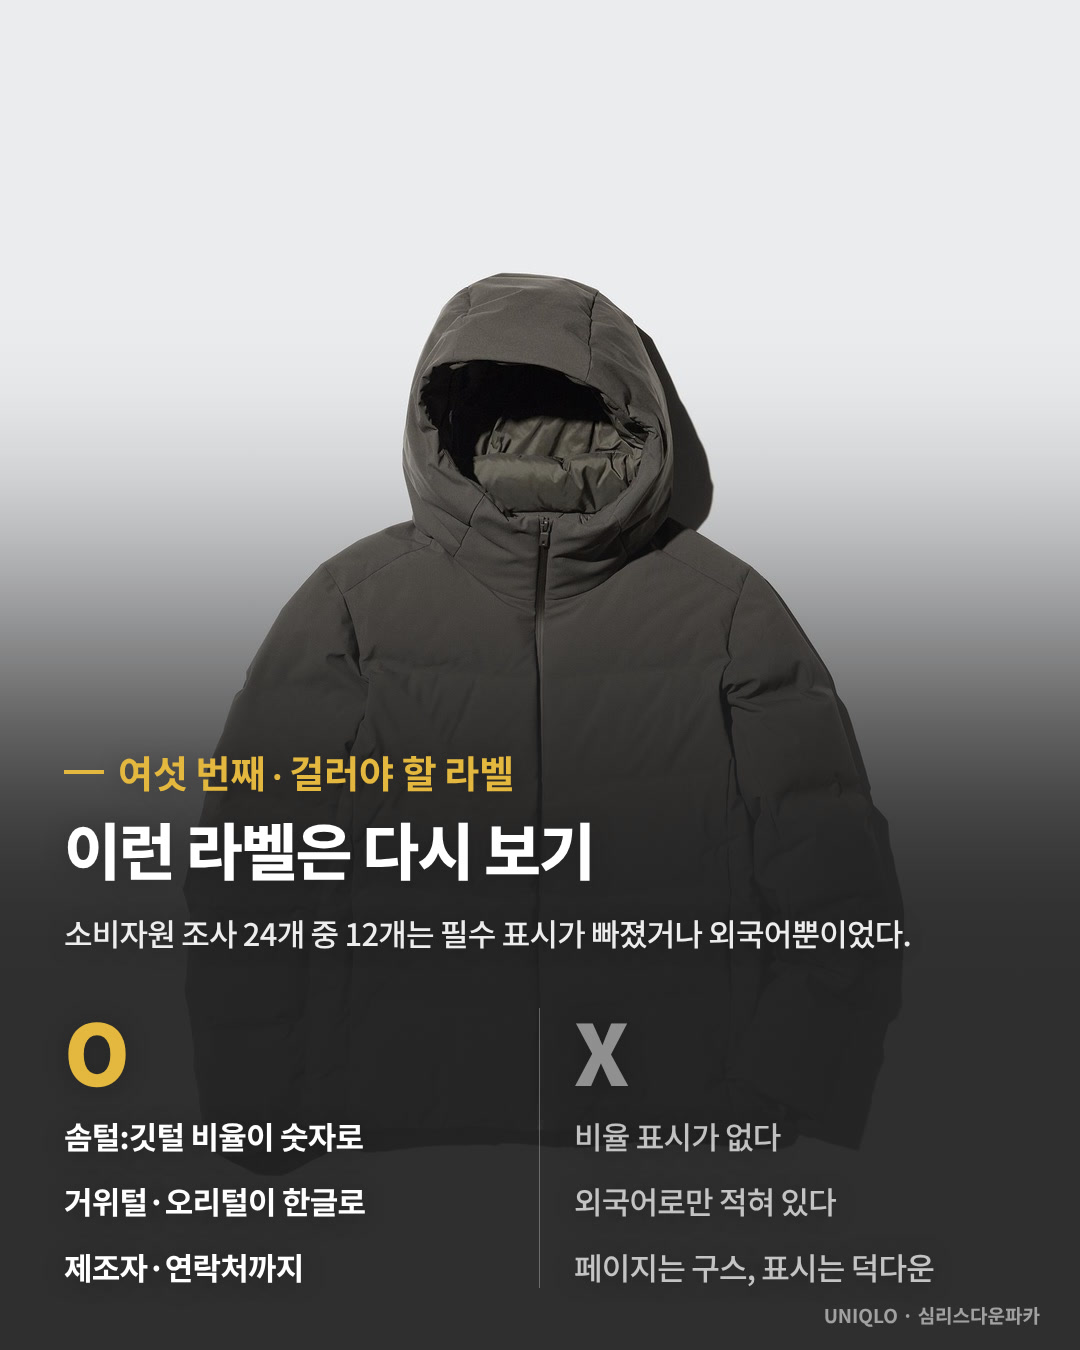 여섯 번째 · 걸러야 할 라벨
이런 라벨은 다시 보기
소비자원 조사 24개 중 12개는 필수 표시가 빠졌거나 외국어뿐이었다.
O
솜털:깃털 비율이 숫자로
거위털·오리털이 한글로
제조자·연락처까지
X
비율 표시가 없다
외국어로만 적혀 있다
페이지는 구스, 표시는 덕다운
UNIQLO · 심리스다운파카